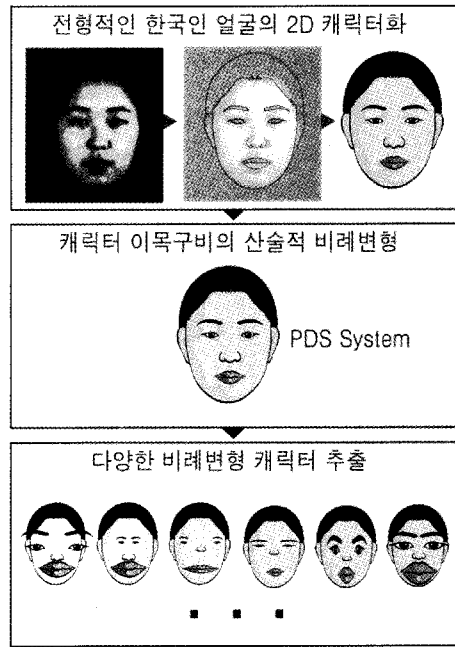 전형적인 한국인 얼굴의 2D 캐릭터화
캐릭터 이목구비의 산술적 비례변형
PDS System
다양한 비례변형 캐릭터 추출